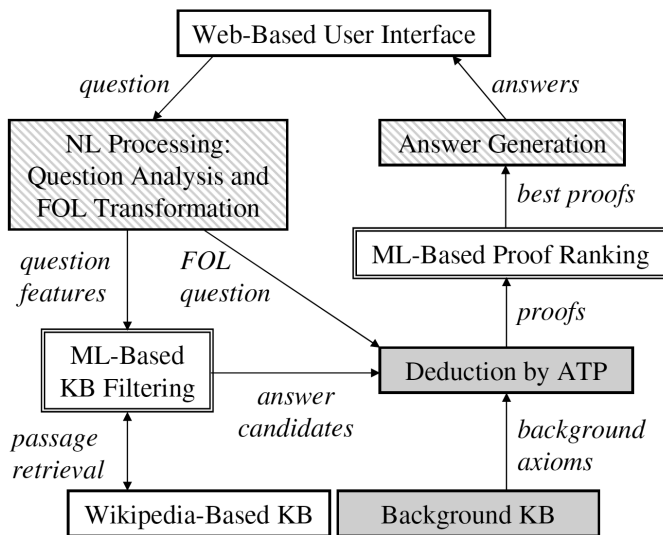 Web-Based User Interface
question
answers
NL Processing:
Question Analysis and
FOL Transformation
Answer Generation
best proofs
ML-Based Proof Ranking
question
features
FOL
question
proofs
ML-Based
KB Filtering
Deduction by ATP
answer
candidates
passage
retrieval
background
axioms
Wikipedia-Based KB
Background KB